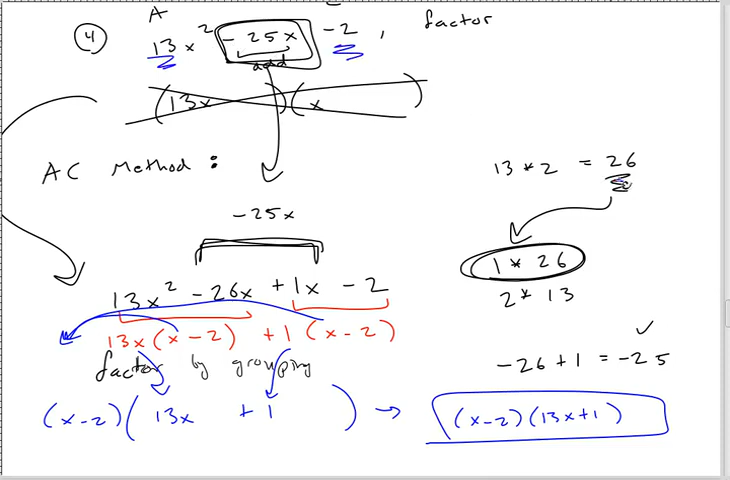 A
④ 13x² - 25x - 2 , factor
add
(13x )(x )
AC Method :
13 * 2 = 26
-25x
1 * 26
13x² - 26x + 1x - 2
2 * 13
13x(x-2) +1(x-2)
factor by grouping
-26 + 1 = -25 ✓
(x-2)( 13x + 1 ) → (x-2)(13x+1)